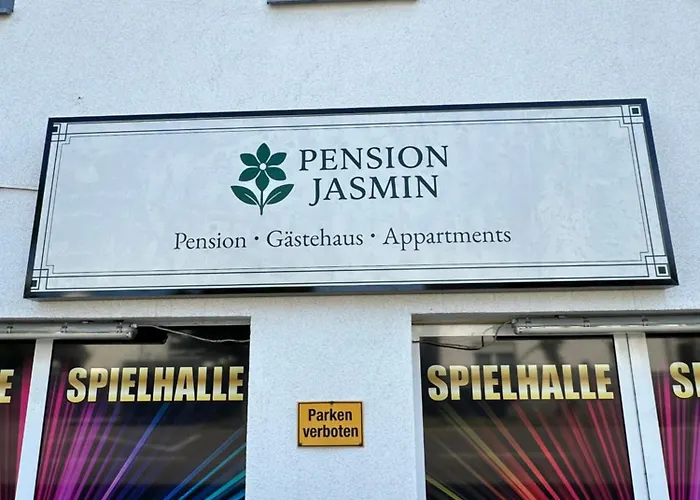 PENSION
JASMIN
Pension · Gästehaus · Appartments
E
SPIELHALLE
SPIELHALLE
S
Parken
verboten